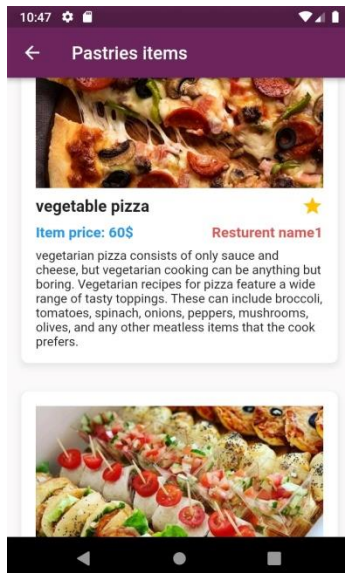 10:47
Pastries items
vegetable pizza
Item price: 60$ Resturent name1
vegetarian pizza consists of only sauce and
cheese, but vegetarian cooking can be anything but
boring. Vegetarian recipes for pizza feature a wide
range of tasty toppings. These can include broccoli,
tomatoes, spinach, onions, peppers, mushrooms,
olives, and any other meatless items that the cook
prefers.